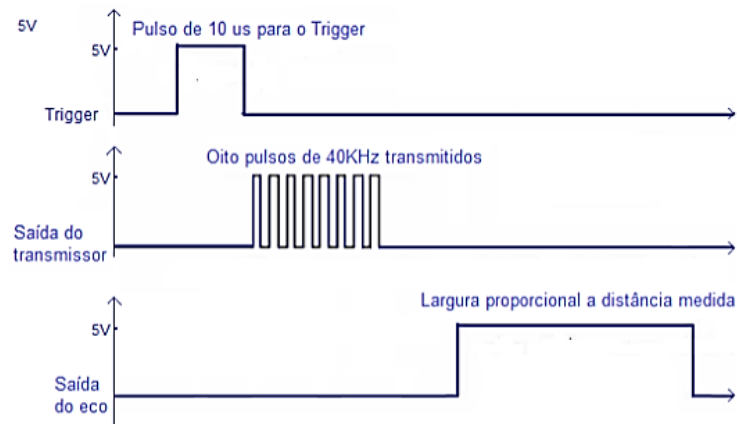 5V
Pulso de 10 us para o Trigger
5V
Trigger
Oito pulsos de 40KHz transmitidos
5V
Saída do
transmissor
Largura proporcional a distância medida
5V
Saída
do eco